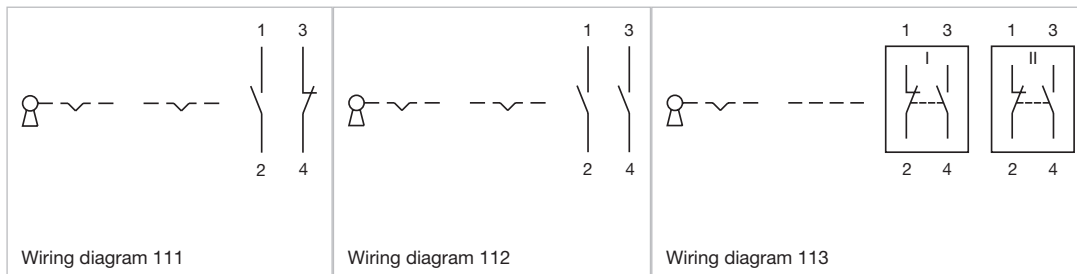 1 3
2 4
Wiring diagram 111
1 3
2 4
Wiring diagram 112
1 3 1 3
I II
2 4 2 4
Wiring diagram 113